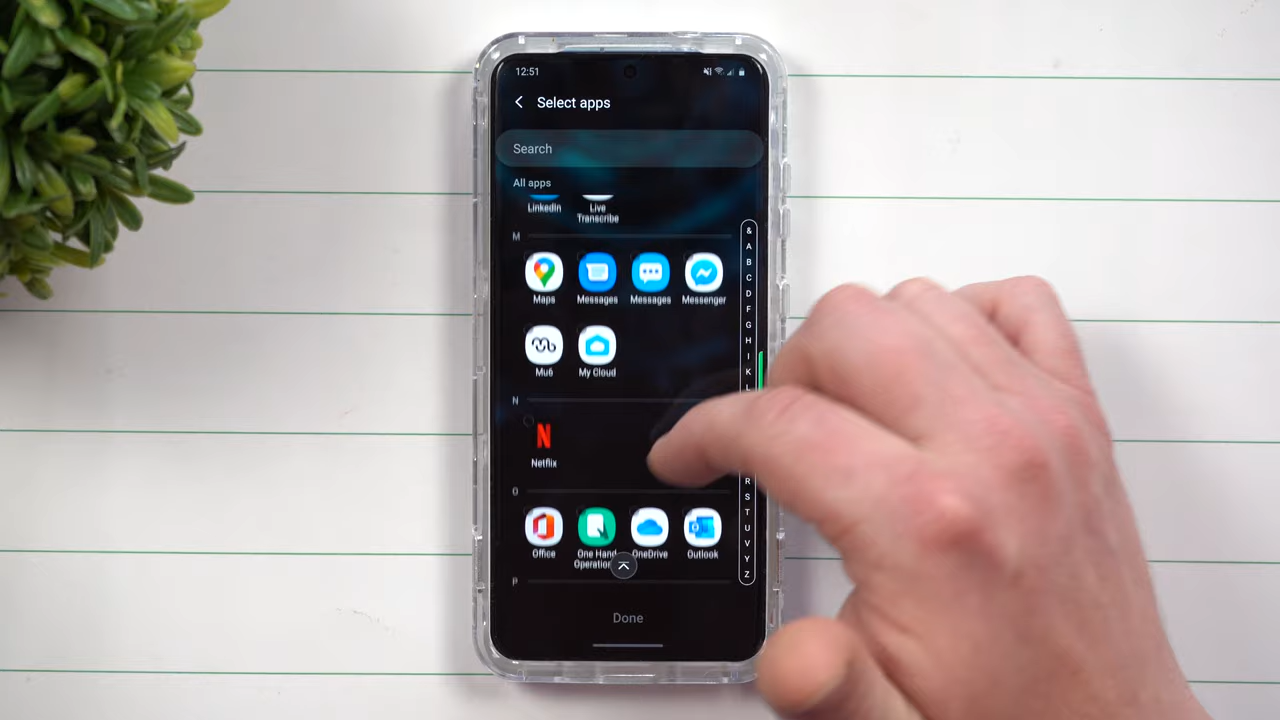 12:51
Select apps
Search
All apps
LinkedIn
Live
Transcribe
M
Maps
Messages
Messages
Messenger
Mu6
My Cloud
N
Netflix
O
Office
One Hand
Operation
OneDrive
Outlook
P
Done
&
A
B
C
D
F
G
H
I
K
L
R
S
T
U
V
Y
Z